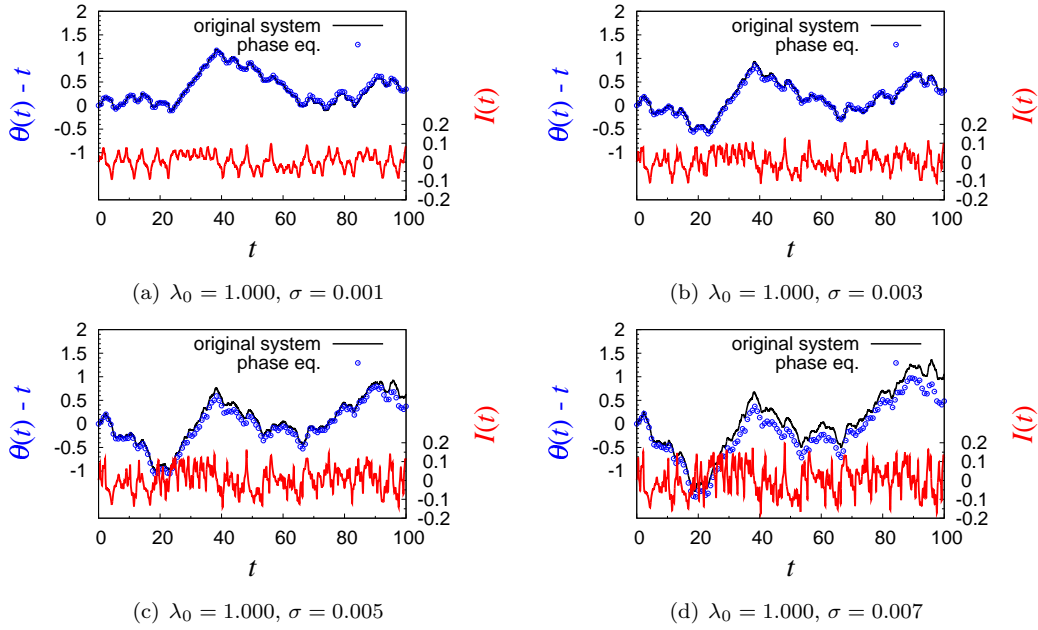 original system
phase eq.
θ(t) - t
I(t)
2
1.5
1
0.5
0
-0.5
-1
0.2
0.1
0
-0.1
-0.2
0 20 40 60 80 100
t
(a) λ₀ = 1.000, σ = 0.001
original system
phase eq.
θ(t) - t
I(t)
2
1.5
1
0.5
0
-0.5
-1
0.2
0.1
0
-0.1
-0.2
0 20 40 60 80 100
t
(b) λ₀ = 1.000, σ = 0.003
original system
phase eq.
θ(t) - t
I(t)
2
1.5
1
0.5
0
-0.5
-1
0.2
0.1
0
-0.1
-0.2
0 20 40 60 80 100
t
(c) λ₀ = 1.000, σ = 0.005
original system
phase eq.
θ(t) - t
I(t)
2
1.5
1
0.5
0
-0.5
-1
0.2
0.1
0
-0.1
-0.2
0 20 40 60 80 100
t
(d) λ₀ = 1.000, σ = 0.007